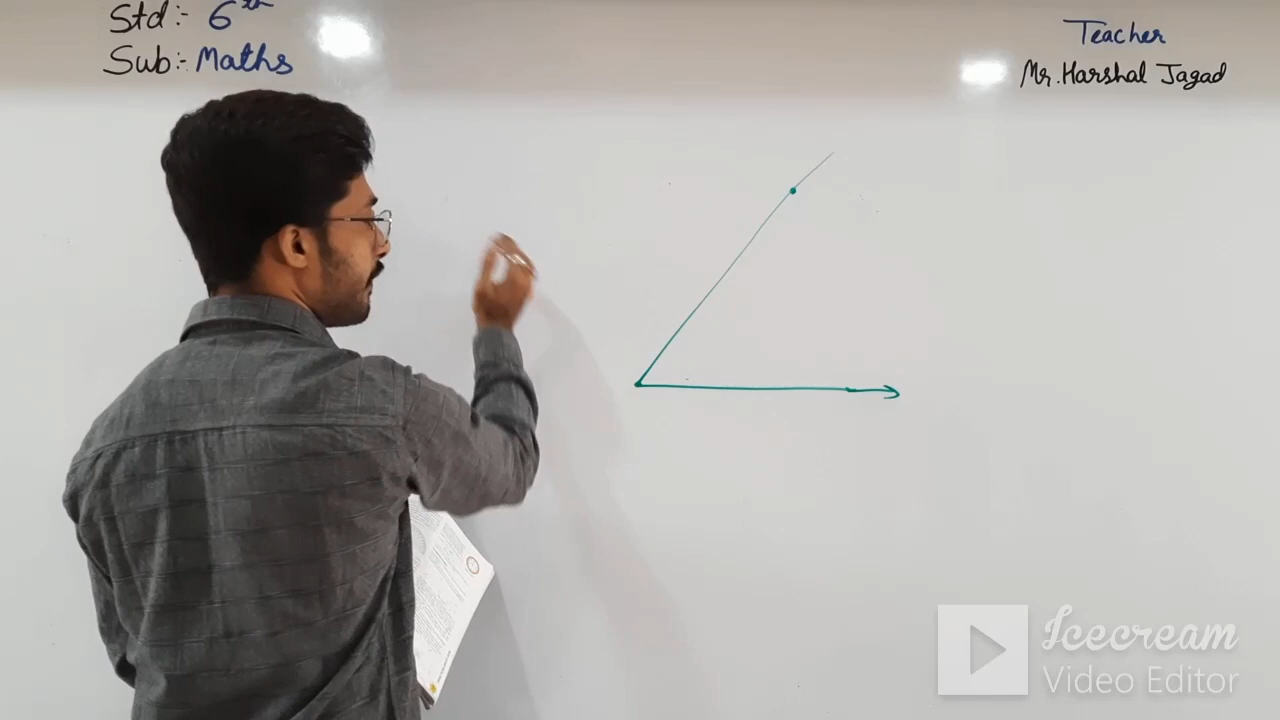 Std:- 6th
Sub:- Maths
Teacher
Mr. Harshal Jagad
Icecream
Video Editor